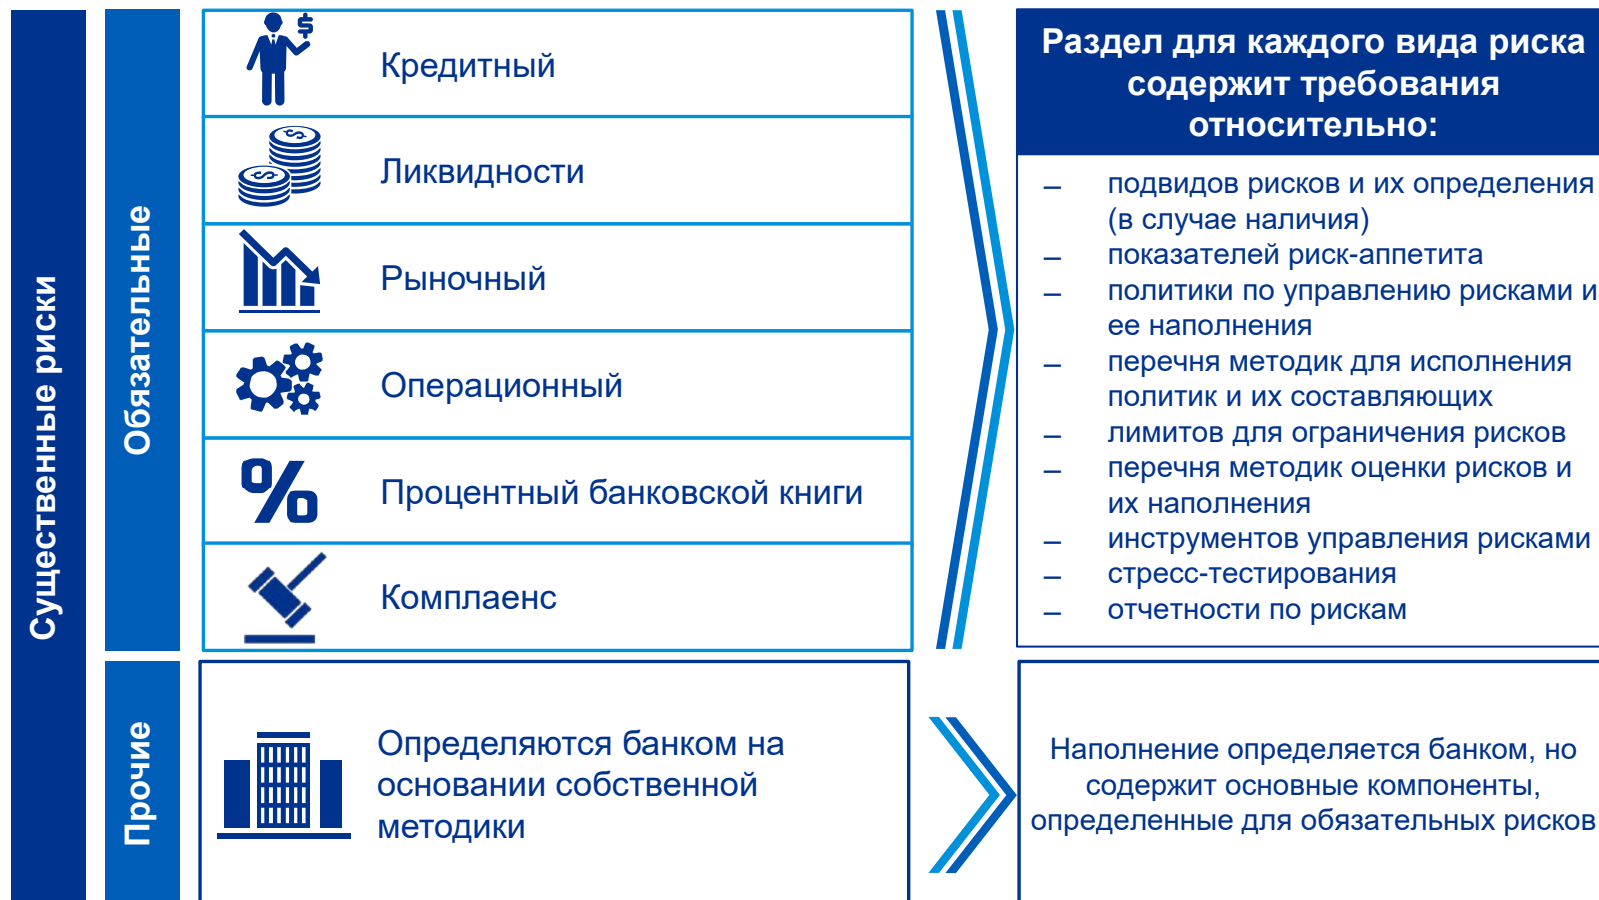 Существенные риски
Обязательные
Кредитный
Ликвидности
Рыночный
Операционный
Процентный банковской книги
Комплаенс
Раздел для каждого вида риска
содержит требования
относительно:
– подвидов рисков и их определения
(в случае наличия)
– показателей риск-аппетита
– политики по управлению рисками и
ее наполнения
– перечня методик для исполнения
политик и их составляющих
– лимитов для ограничения рисков
– перечня методик оценки рисков и
их наполнения
– инструментов управления рисками
– стресс-тестирования
– отчетности по рискам
Прочие
Определяются банком на
основании собственной
методики
Наполнение определяется банком, но
содержит основные компоненты,
определенные для обязательных рисков